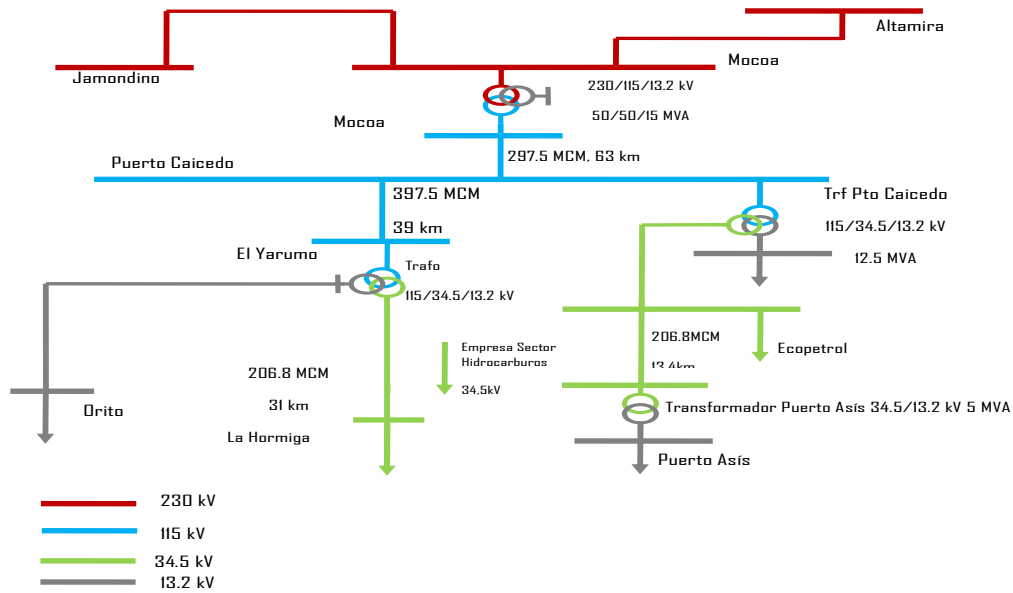 Altamira
Jamondino
Mocoa
230/115/13.2 kV
50/50/15 MVA
Mocoa
297.5 MCM, 63 km
Puerto Caicedo
397.5 MCM
39 km
Trf Pto Caicedo
115/34.5/13.2 kV
12.5 MVA
El Yarumo
Trafo
115/34.5/13.2 kV
206.8 MCM
31 km
La Hormiga
Orito
Empresa Sector
Hidrocarburos
34,5kV
206.8MCM
13.4km
Ecopetrol
Transformador Puerto Asís 34.5/13.2 kV 5 MVA
Puerto Asís
230 kV
115 kV
34.5 kV
13.2 kV